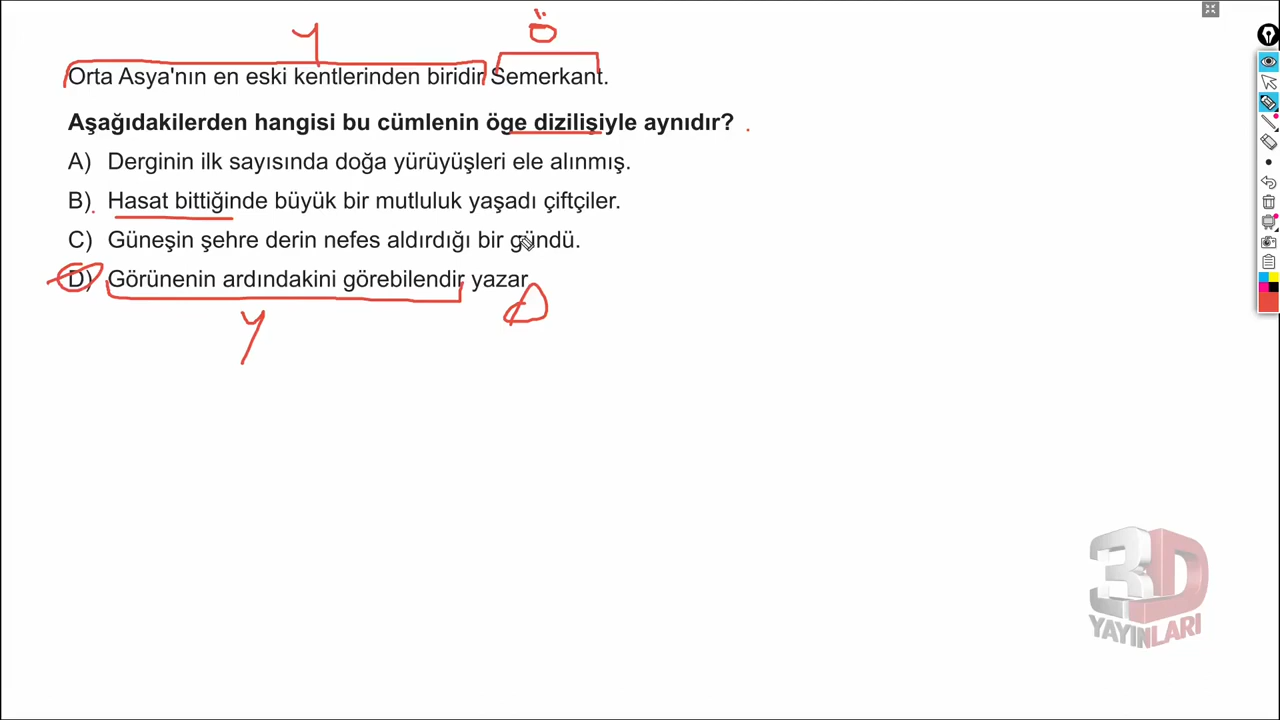 y
ö
Orta Asya'nın en eski kentlerinden biridir Semerkant.
Aşağıdakilerden hangisi bu cümlenin öge dizilişiyle aynıdır?
A) Derginin ilk sayısında doğa yürüyüşleri ele alınmış.
B) Hasat bittiğinde büyük bir mutluluk yaşadı çiftçiler.
C) Güneşin şehre derin nefes aldırdığı bir gündü.
D) Görünenin ardındakini görebilendir yazar
y
3D
YAYINLARI